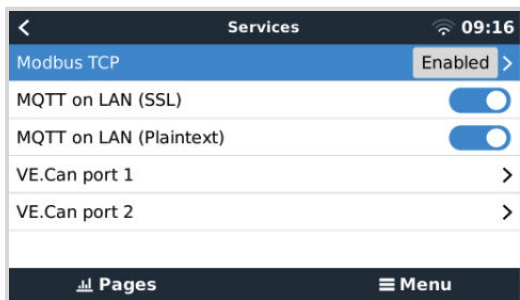 Services 09:16
Modbus TCP Enabled
MQTT on LAN (SSL)
MQTT on LAN (Plaintext)
VE.Can port 1
VE.Can port 2
Pages Menu